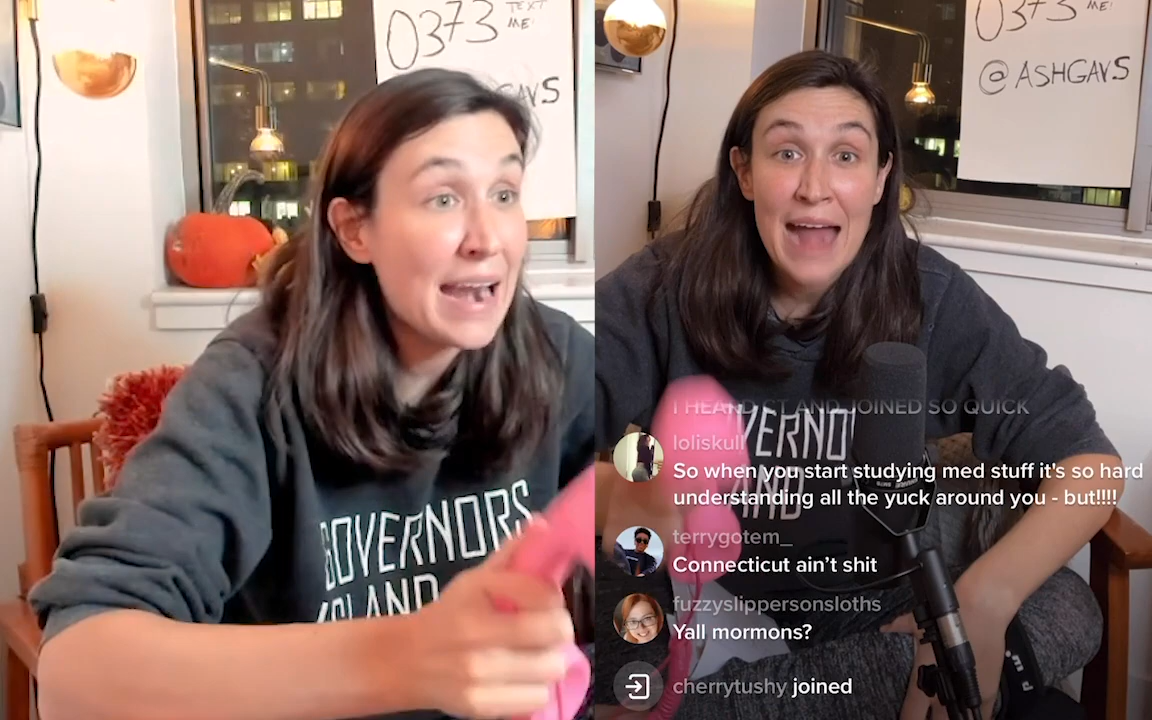 0373
TEXT
ME!
GAVS
GOVERNORS
ISLAND
0373
ME!
@ASHGAVS
I HEARD CT AND JOINED SO QUICK
loliskull
So when you start studying med stuff it's so hard
understanding all the yuck around you - but!!!!
terrygotem_
Connecticut ain't shit
fuzzyslippersonsloths
Yall mormons?
cherrytushy joined